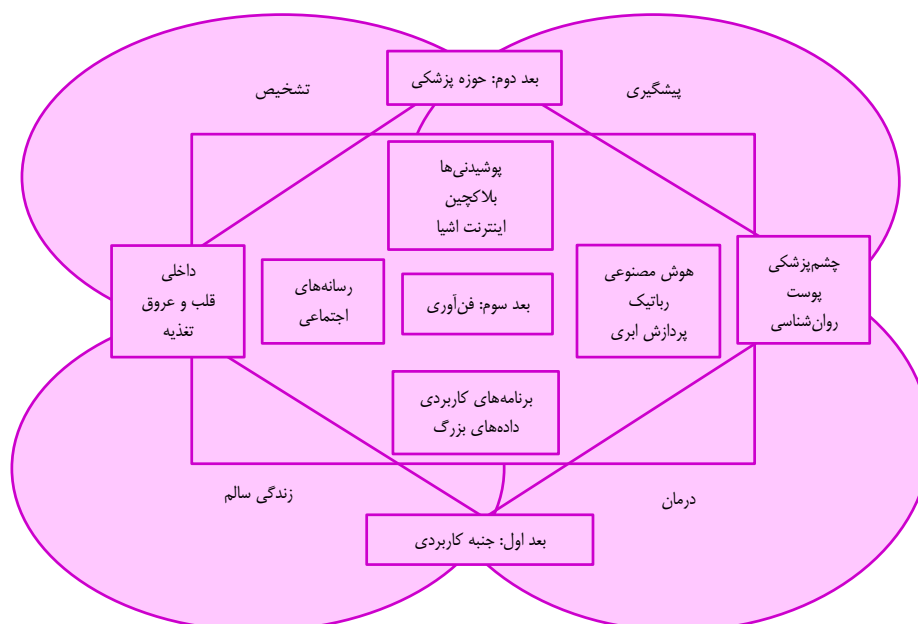 بعد دوم: حوزه پزشکی
پیشگیری
تشخیص
پوشیدنی‌ها
بلاکچین
اینترنت اشیا
چشم‌پزشکی
پوست
روان‌شناسی
هوش مصنوعی
رباتیک
پردازش ابری
بعد سوم: فن‌آوری
رسانه‌های
اجتماعی
داخلی
قلب و عروق
تغذیه
برنامه‌های کاربردی
داده‌های بزرگ
درمان
زندگی سالم
بعد اول: جنبه کاربردی